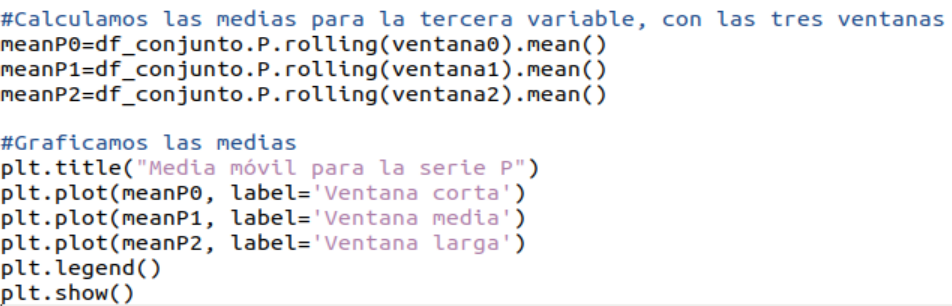 #Calculamos las medias para la tercera variable, con las tres ventanas
meanP0=df_conjunto.P.rolling(ventana0).mean()
meanP1=df_conjunto.P.rolling(ventana1).mean()
meanP2=df_conjunto.P.rolling(ventana2).mean()

#Graficamos las medias
plt.title("Media móvil para la serie P")
plt.plot(meanP0, label='Ventana corta')
plt.plot(meanP1, label='Ventana media')
plt.plot(meanP2, label='Ventana larga')
plt.legend()
plt.show()